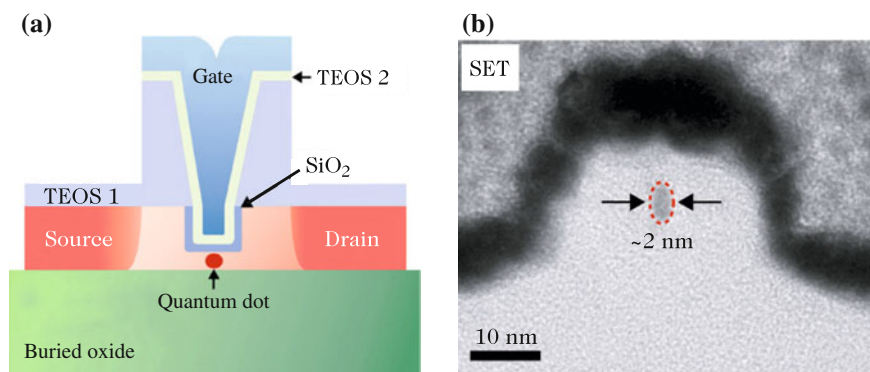 (a)
Gate
TEOS 2
SiO₂
TEOS 1
Source
Drain
Quantum dot
Buried oxide
(b)
SET
~2 nm
10 nm